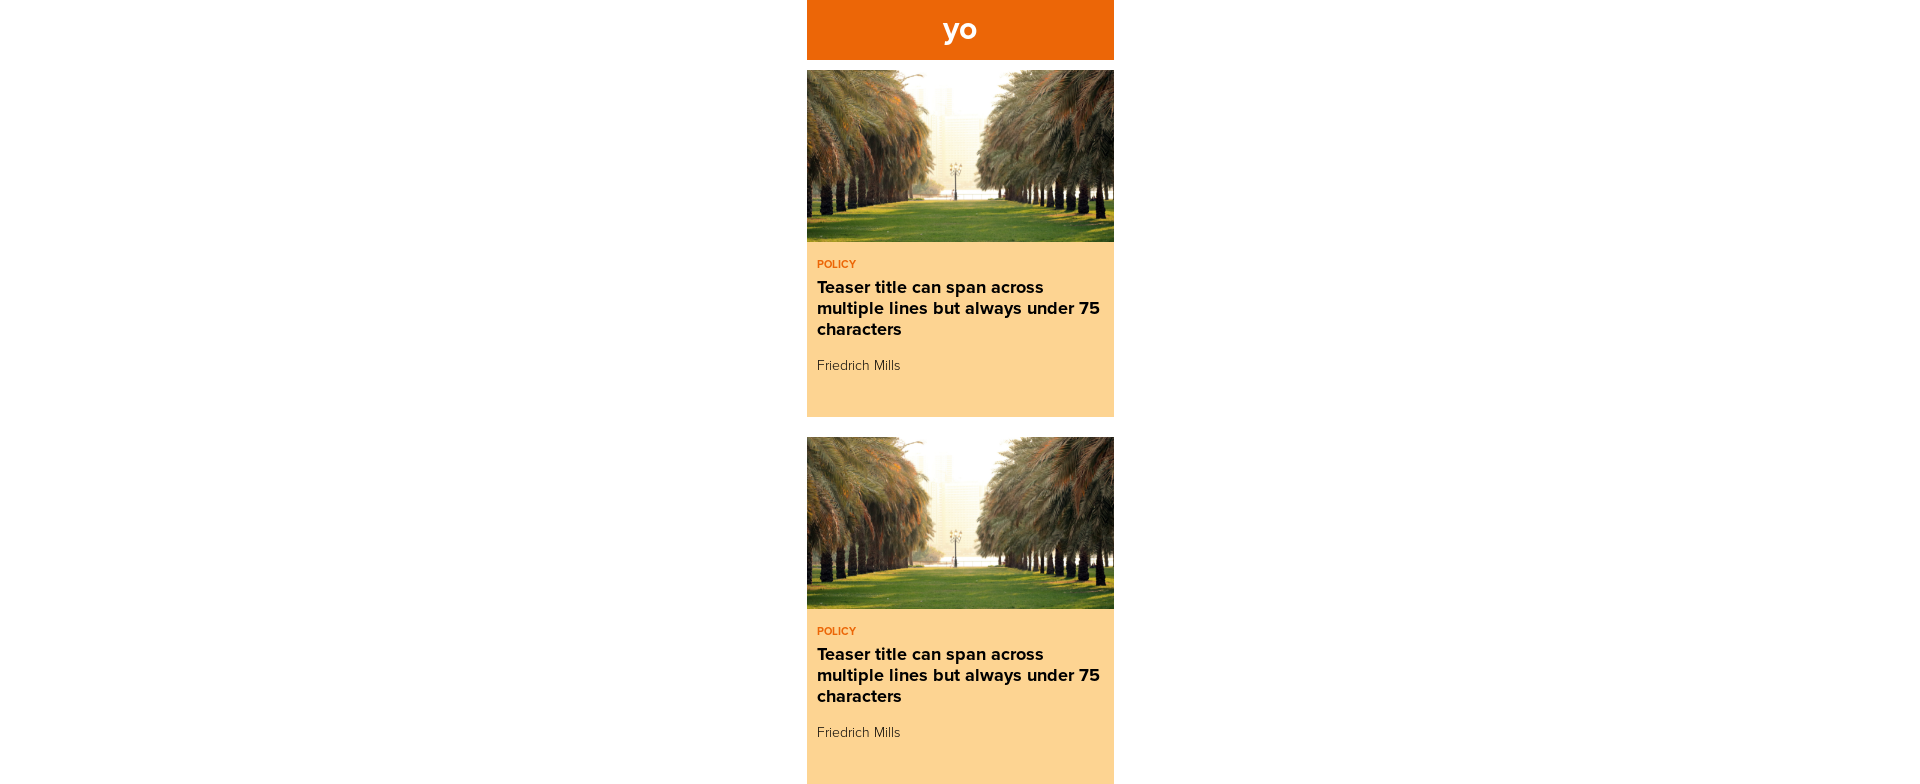 yo
POLICY
Teaser title can span across
multiple lines but always under 75
characters
Friedrich Mills
POLICY
Teaser title can span across
multiple lines but always under 75
characters
Friedrich Mills